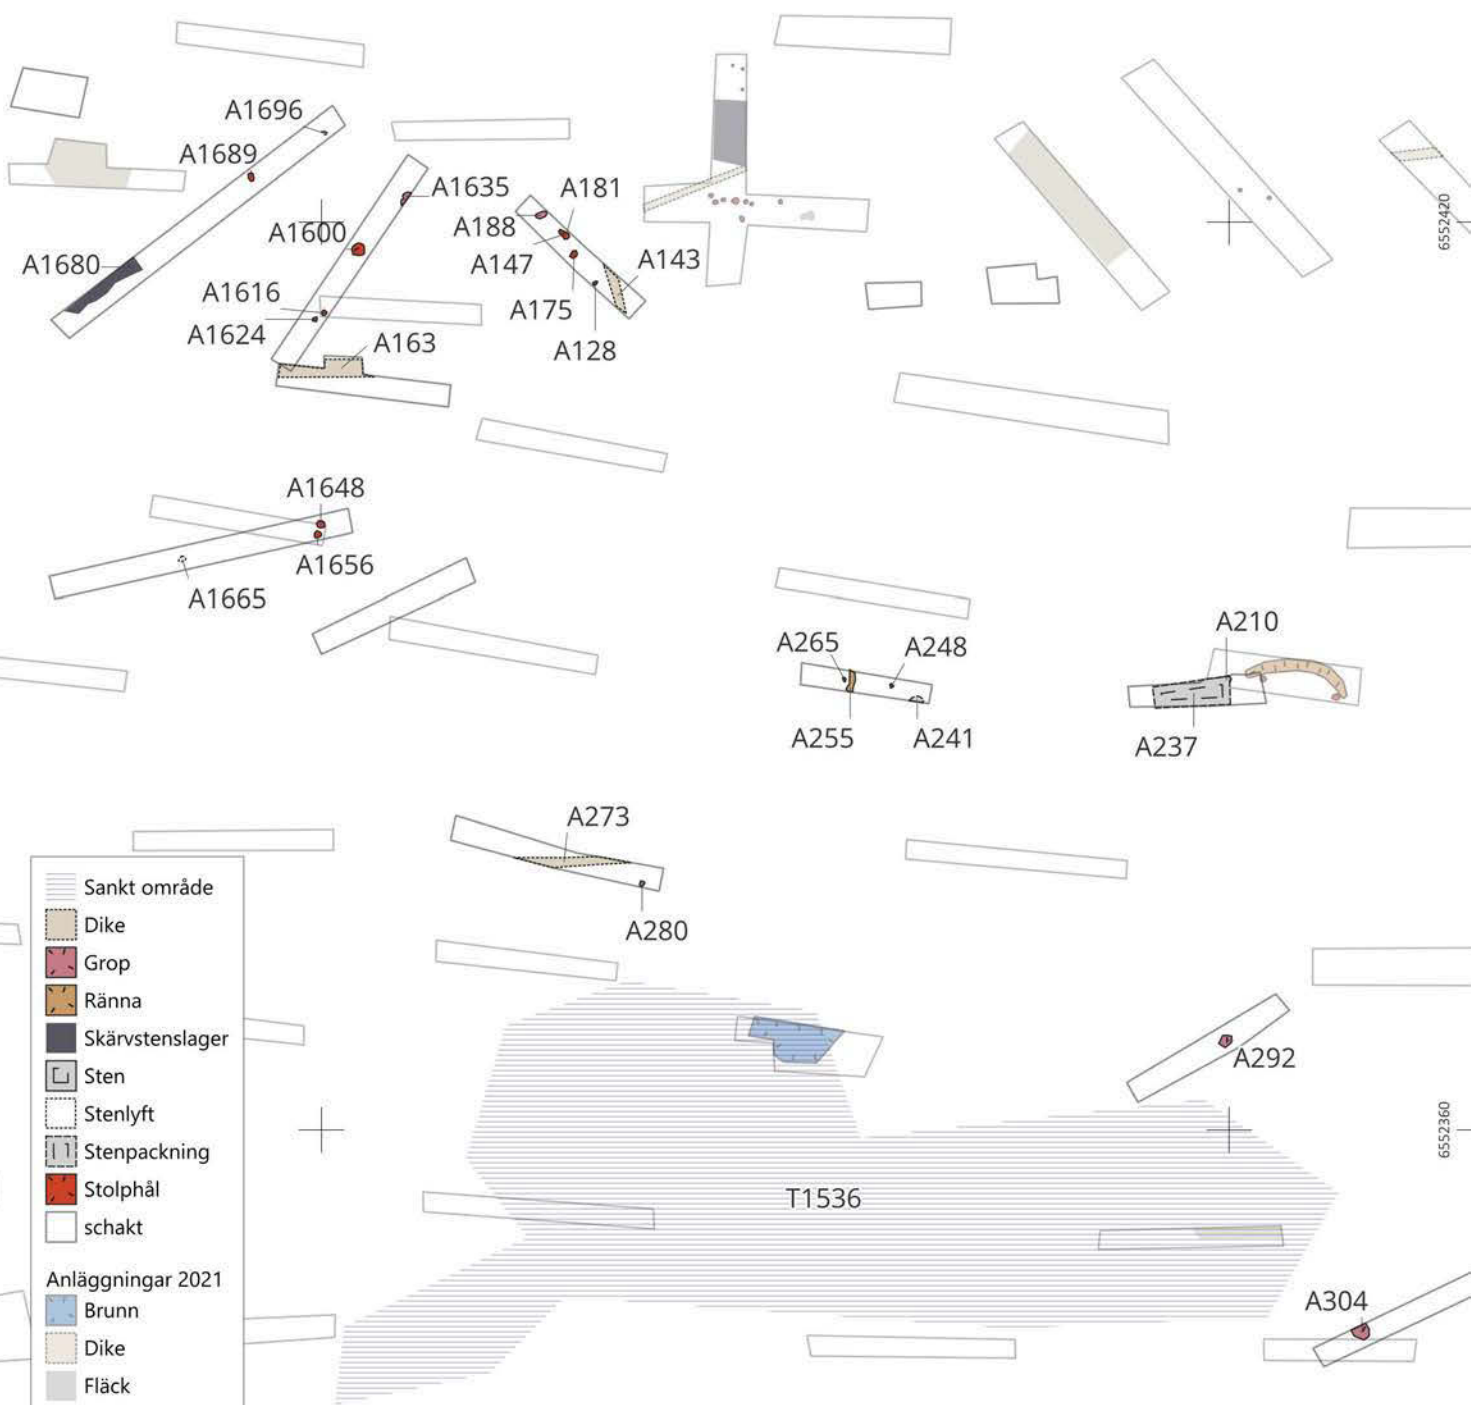 A1696
A1689
A1635
A181
6552420
A188
A1600
A147
A143
A1680
A1616
A175
A1624
A163
A128
A1648
A1656
A1665
A210
A265
A248
A255
A241
A237
A273
A280
A292
6552360
T1536
A304
Sankt område
Dike
Grop
Ränna
Skärvstenslager
Sten
Stenlyft
Stenpackning
Stolphål
schakt
Anläggningar 2021
Brunn
Dike
Fläck